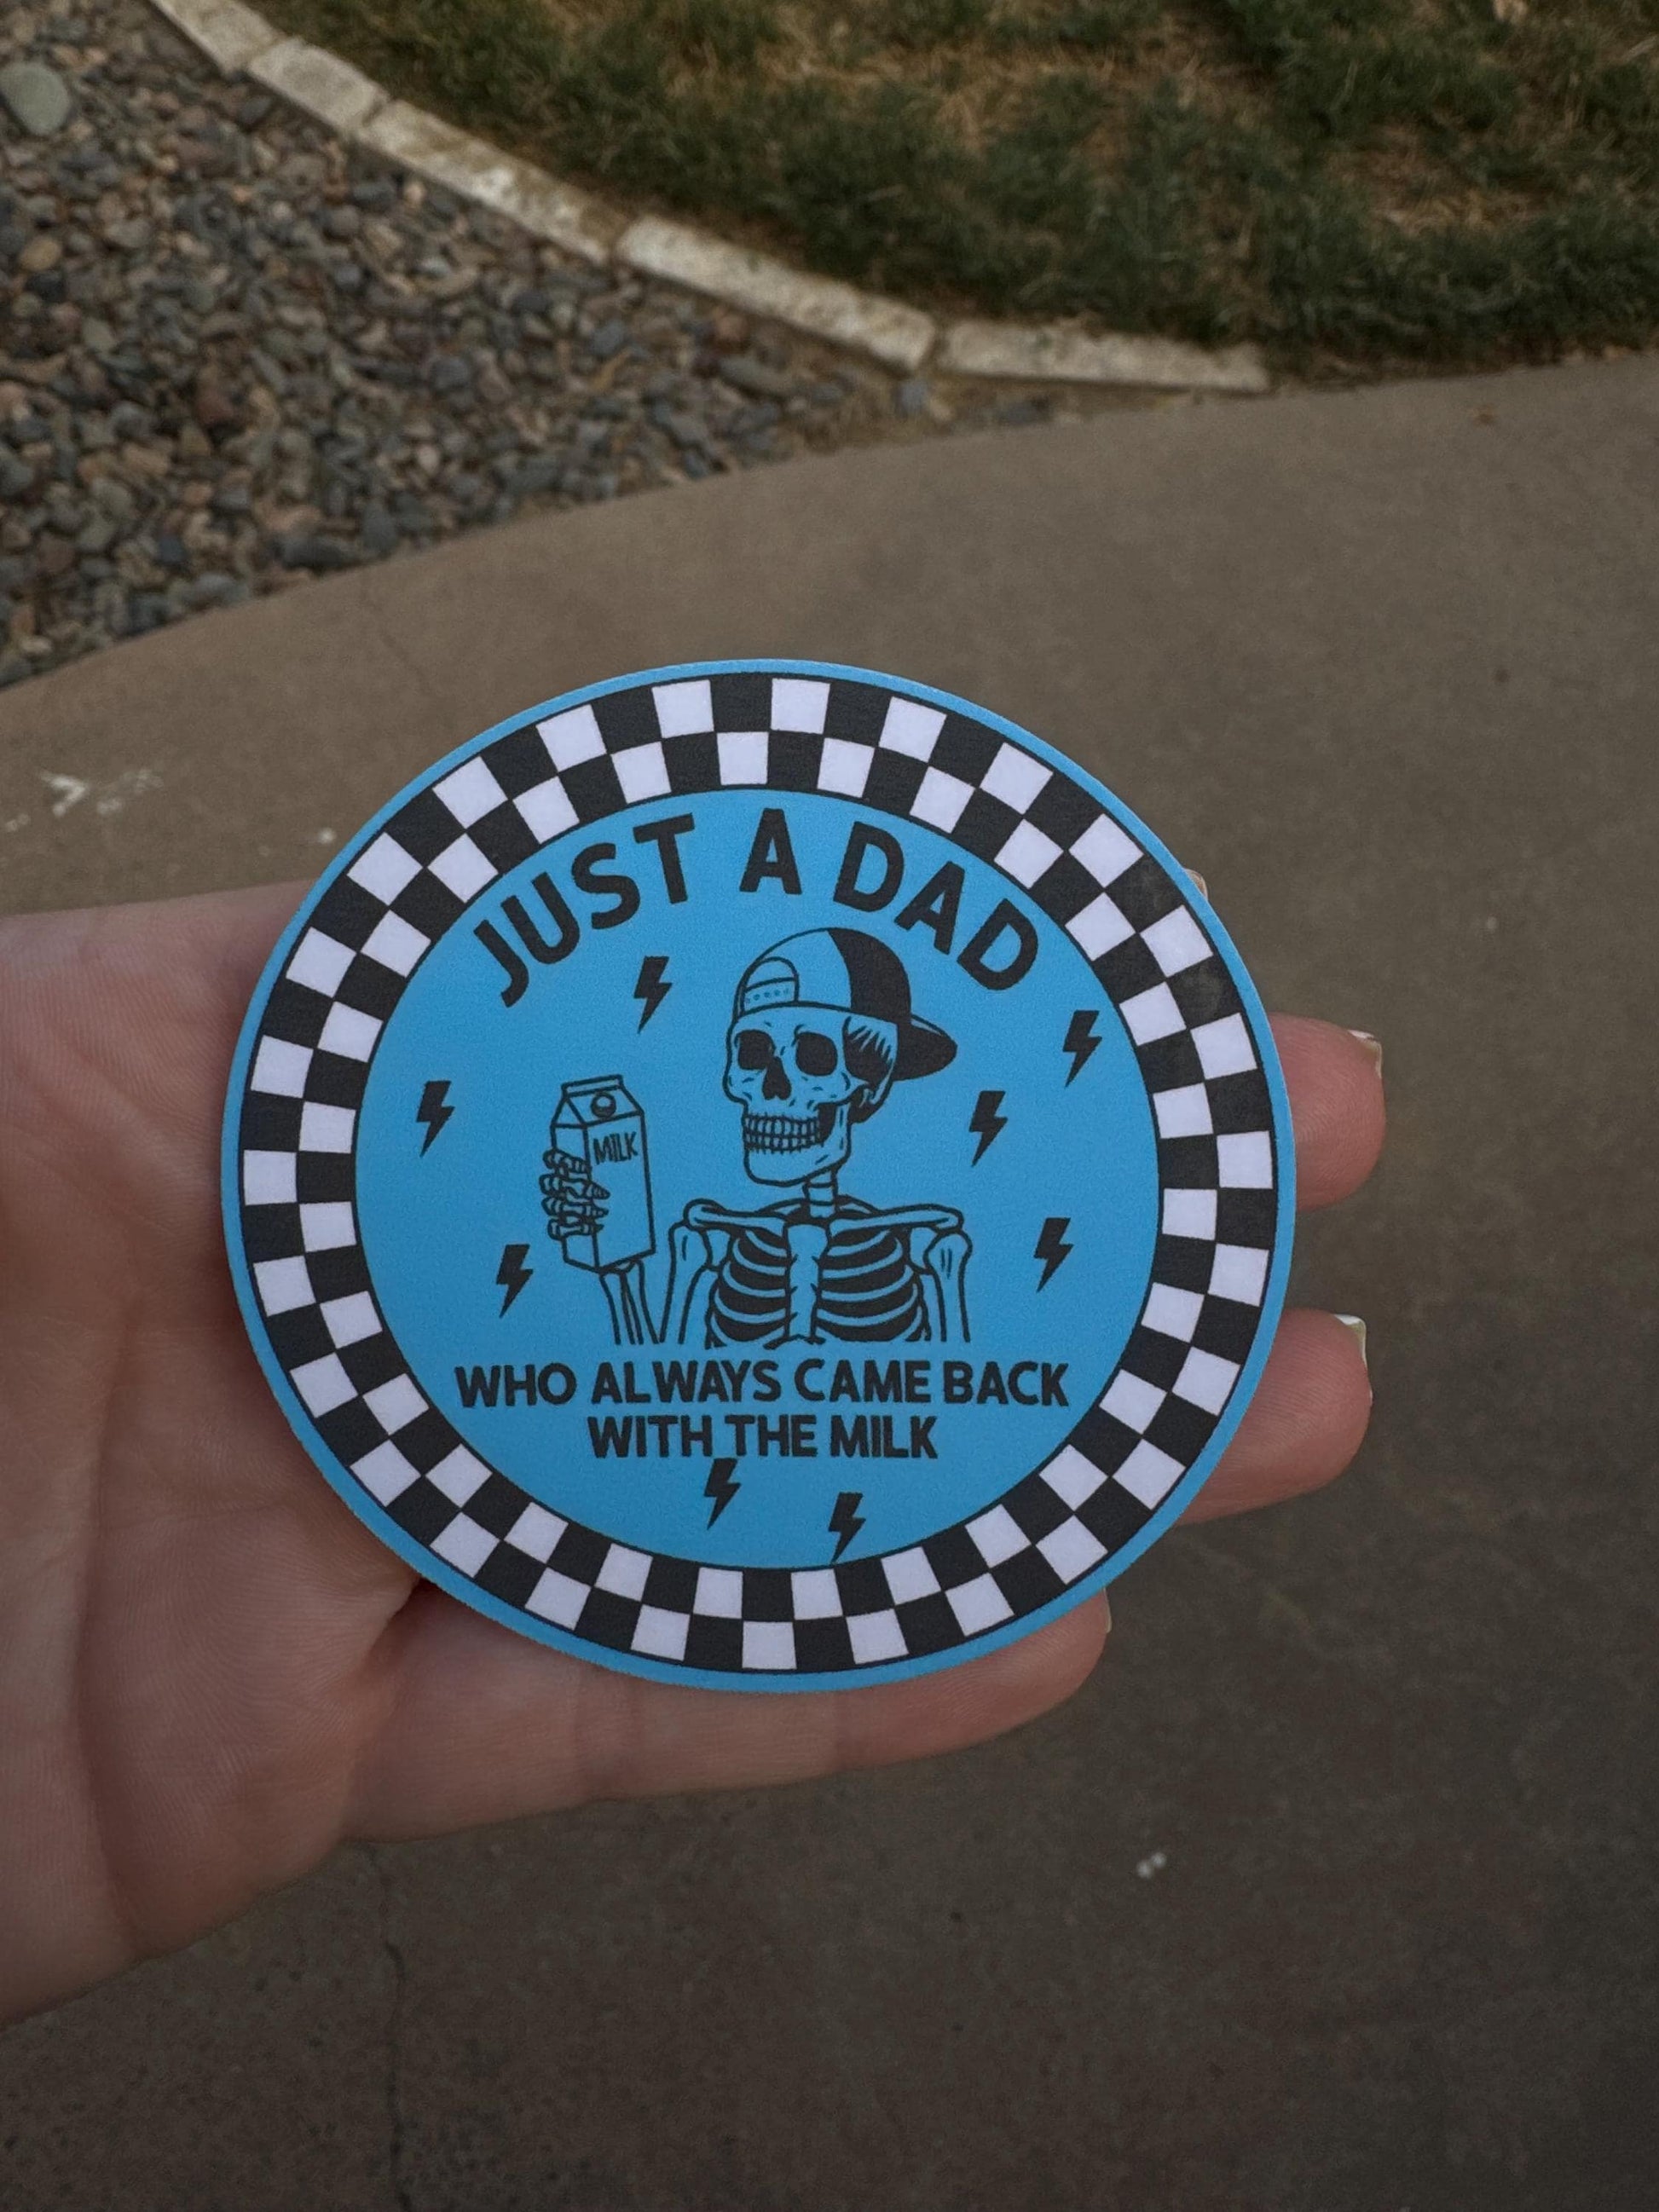 JUST A DAD
MILK
WHO ALWAYS CAME BACK
WITH THE MILK